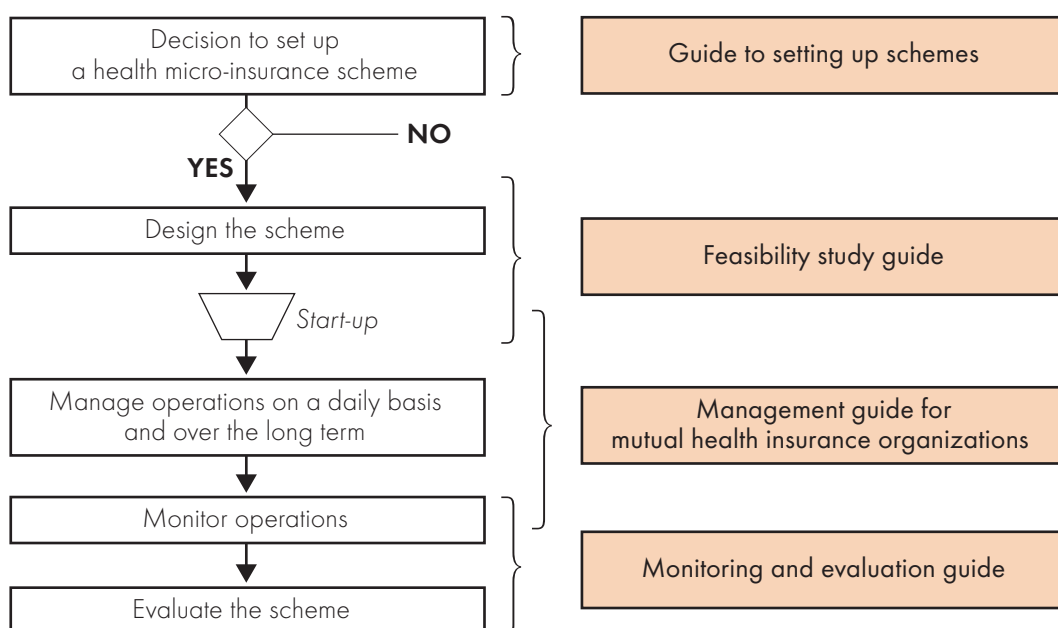 Decision to set up
a health micro-insurance scheme
Guide to setting up schemes
NO
YES
Design the scheme
Feasibility study guide
Start-up
Manage operations on a daily basis
and over the long term
Management guide for
mutual health insurance organizations
Monitor operations
Monitoring and evaluation guide
Evaluate the scheme